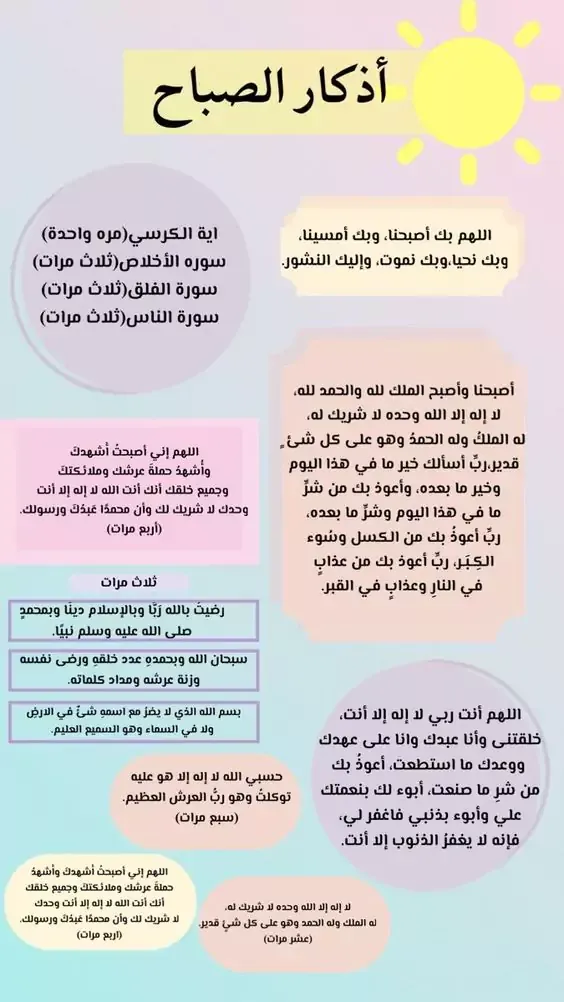 أذكار الصباح
اللهم بك أصبحنا، وبك أمسينا،
وبك نحيا،وبك نموت، وإليك النشور.
اية الكرسي(مره واحدة)
سوره الأخلاص(ثلاث مرات)
سورة الفلق(ثلاث مرات)
سورة الناس(ثلاث مرات)
أصبحنا وأصبح الملك لله والحمد لله،
لا إله إلا الله وحده لا شريك له،
له الملكُ وله الحمدُ وهو على كل شئٍ
قدير،ربِّ أسألك خير ما في هذا اليوم
وخير ما بعده، وأعوذ بك من شرِّ
ما في هذا اليوم وشرِّ ما بعده،
ربِّ أعوذُ بك من الكسل وسُوء
الكِبَر، ربِّ أعوذ بك من عذابٍ
في النارِ وعذابٍ في القبر.
اللهم إني أصبحتُ أُشهدكَ
وأُشهدُ حملةَ عرشك وملائكتكَ
وجميع خلقك أنك أنت الله لا إله إلا أنت
وحدك لا شريك لك وأن محمدًا عَبدُكَ ورسولك.
(أربع مرات)
ثلاث مرات
رضيتُ بالله رَبًّا وبالإسلام دينًا وبمحمدٍ
صلى الله عليه وسلم نبيًا.
سبحان الله وبحمدهِ عدد خلقهِ ورضى نفسه
وزنة عرشه ومداد كلماته.
بسم الله الذي لا يضرُ مع اسمهِ شئٌ في الارضِ
ولا في السماء وهو السميع العليم.
اللهم أنت ربي لا إله إلا أنت،
خلقتنى وأنا عبدك وانا على عهدك
ووعدك ما استطعت، أعوذُ بك
من شرِ ما صنعت، أبوء لك بنعمتك
علي وأبوء بذنبي فاغفر لي،
فإنه لا يغفرُ الذنوب إلا أنت.
حسبي الله لا إله إلا هو عليه
توكلتُ وهو ربُّ العرش العظيم.
(سبع مرات)
اللهم إني أصبحتُ أُشهدكَ وأُشهدُ
حملةَ عرشك وملائكتكَ وجميع خلقك
أنك أنت الله لا إله إلا أنت وحدك
لا شريك لك وأن محمدًا عَبدُكَ ورسولك.
(اربع مرات)
لا إله إلا الله وحده لا شريك له،
له الملك وله الحمد وهو على كل شئٍ قدير.
(عشر مرات)